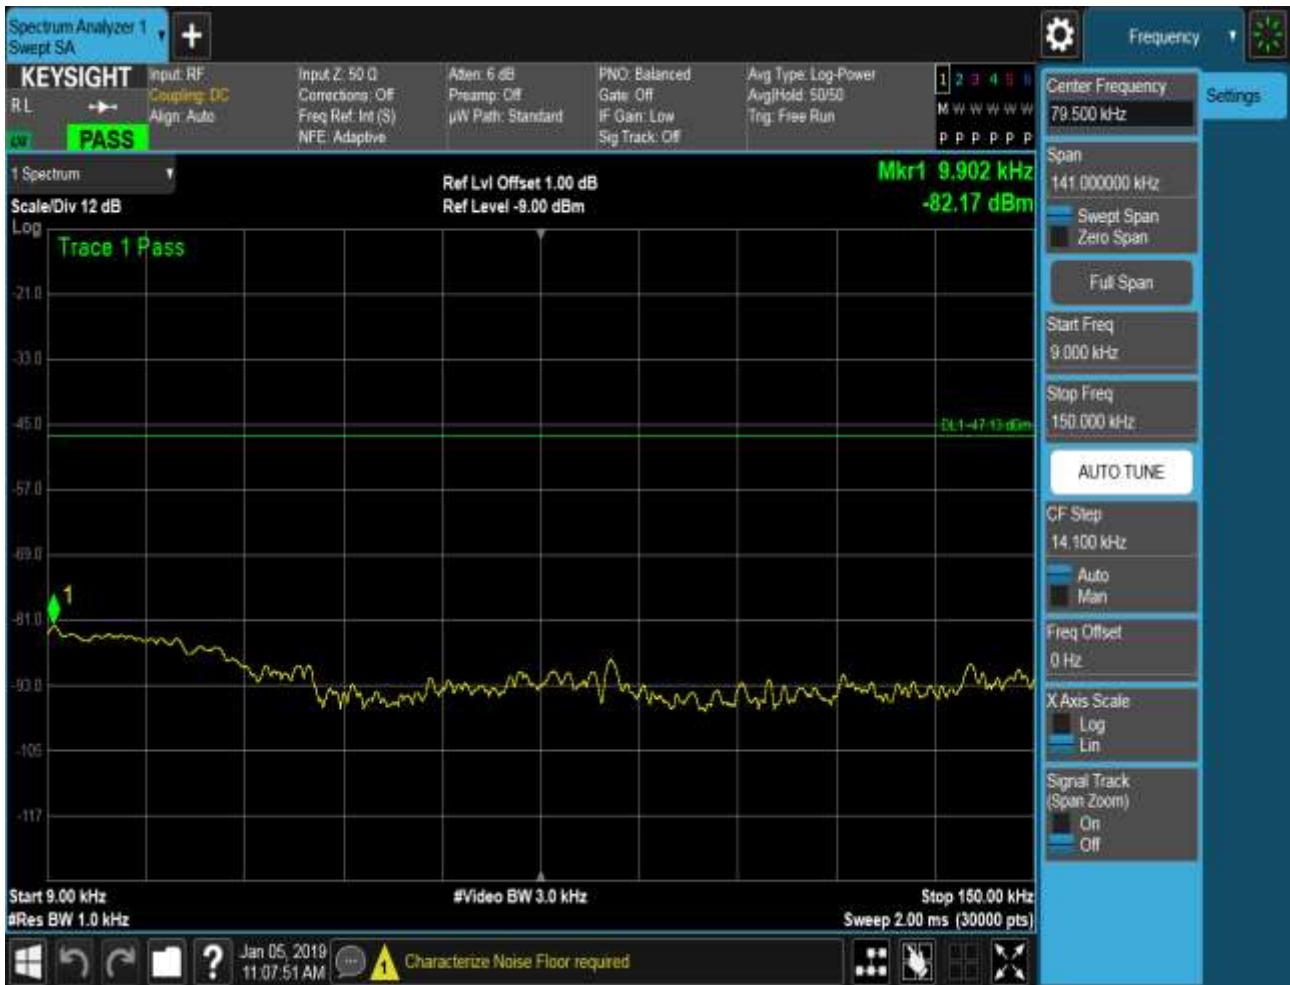 Spectrum Analyzer 1
Swept SA
+
Frequency
KEYSIGHT
R L
PASS
Input: RF
Coupling: DC
Align: Auto
Input Z: 50 Ω
Corrections: Off
Freq Ref: Int (S)
NFE: Adaptive
Atten: 6 dB
Preamp: Off
µW Path: Standard
PNO: Balanced
Gate: Off
IF Gain: Low
Sig Track: Off
Avg Type: Log-Power
Avg|Hold: 50/50
Trig: Free Run
1 2 3 4 5 6
M W W W W W
P P P P P P
1 Spectrum
Scale/Div 12 dB
Ref Lvl Offset 1.00 dB
Ref Level -9.00 dBm
Mkr1 9.902 kHz
-82.17 dBm
Log
Trace 1 Pass
-21.0
-33.0
-45.0
DL1 -47.13 dBm
-57.0
-69.0
1
-81.0
-93.0
-105
-117
Start 9.00 kHz
#Video BW 3.0 kHz
Stop 150.00 kHz
#Res BW 1.0 kHz
Sweep 2.00 ms (30000 pts)
Center Frequency
79.500 kHz
Settings
Span
141.000000 kHz
Swept Span
Zero Span
Full Span
Start Freq
9.000 kHz
Stop Freq
150.000 kHz
AUTO TUNE
CF Step
14.100 kHz
Auto
Man
Freq Offset
0 Hz
X Axis Scale
Log
Lin
Signal Track
(Span Zoom)
On
Off
?
Jan 05, 2019
11:07:51 AM
1
Characterize Noise Floor required